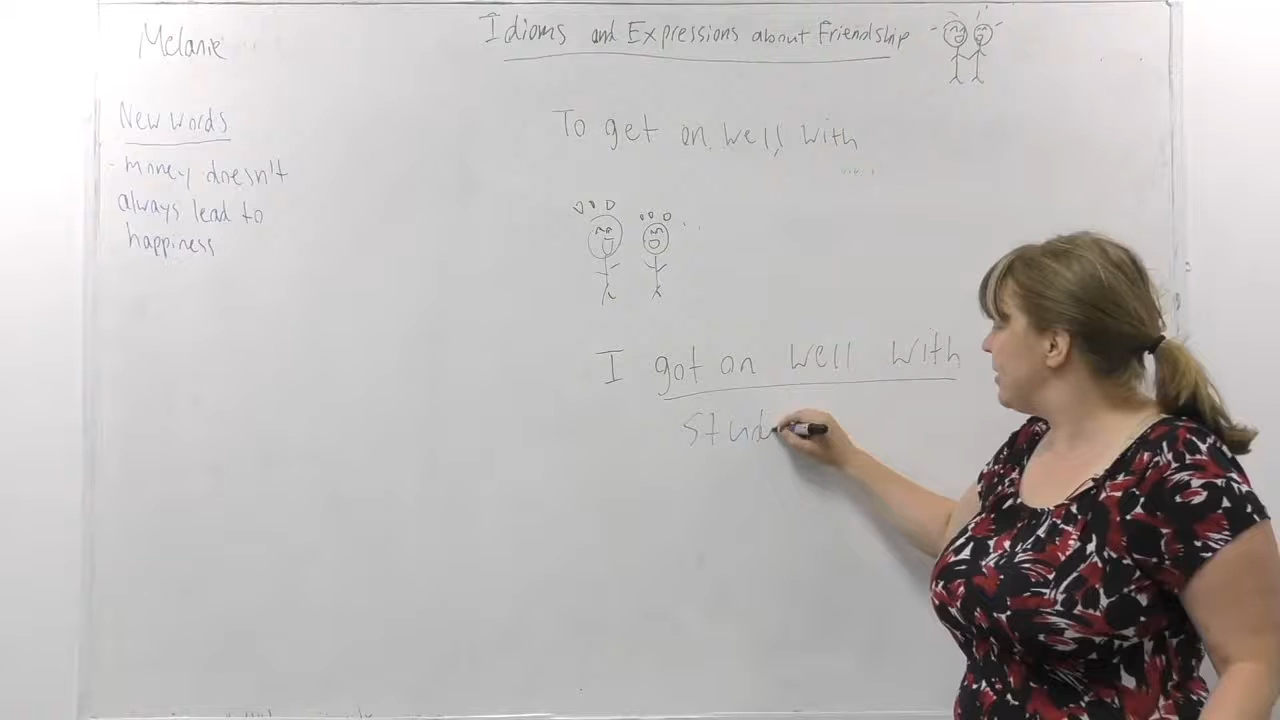 Melanie
Idioms and Expressions about Friendship
New words
- money doesn't
always lead to
happiness
To get on well with
....
I got on well with
stud